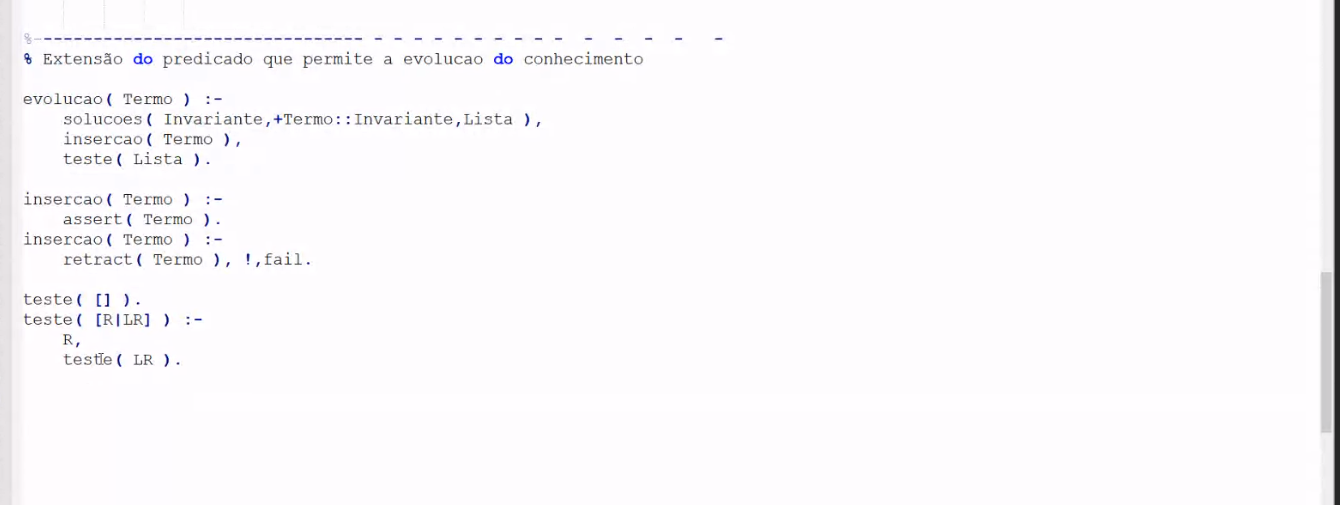 %-------------------------------- - - - - - - - - - - - - - - - -
% Extensão do predicado que permite a evolucao do conhecimento
evolucao( Termo ) :-
solucoes( Invariante,+Termo::Invariante,Lista ),
insercao( Termo ),
teste( Lista ).
insercao( Termo ) :-
assert( Termo ).
insercao( Termo ) :-
retract( Termo ), !,fail.
teste( [] ).
teste( [R|LR] ) :-
R,
teste( LR ).